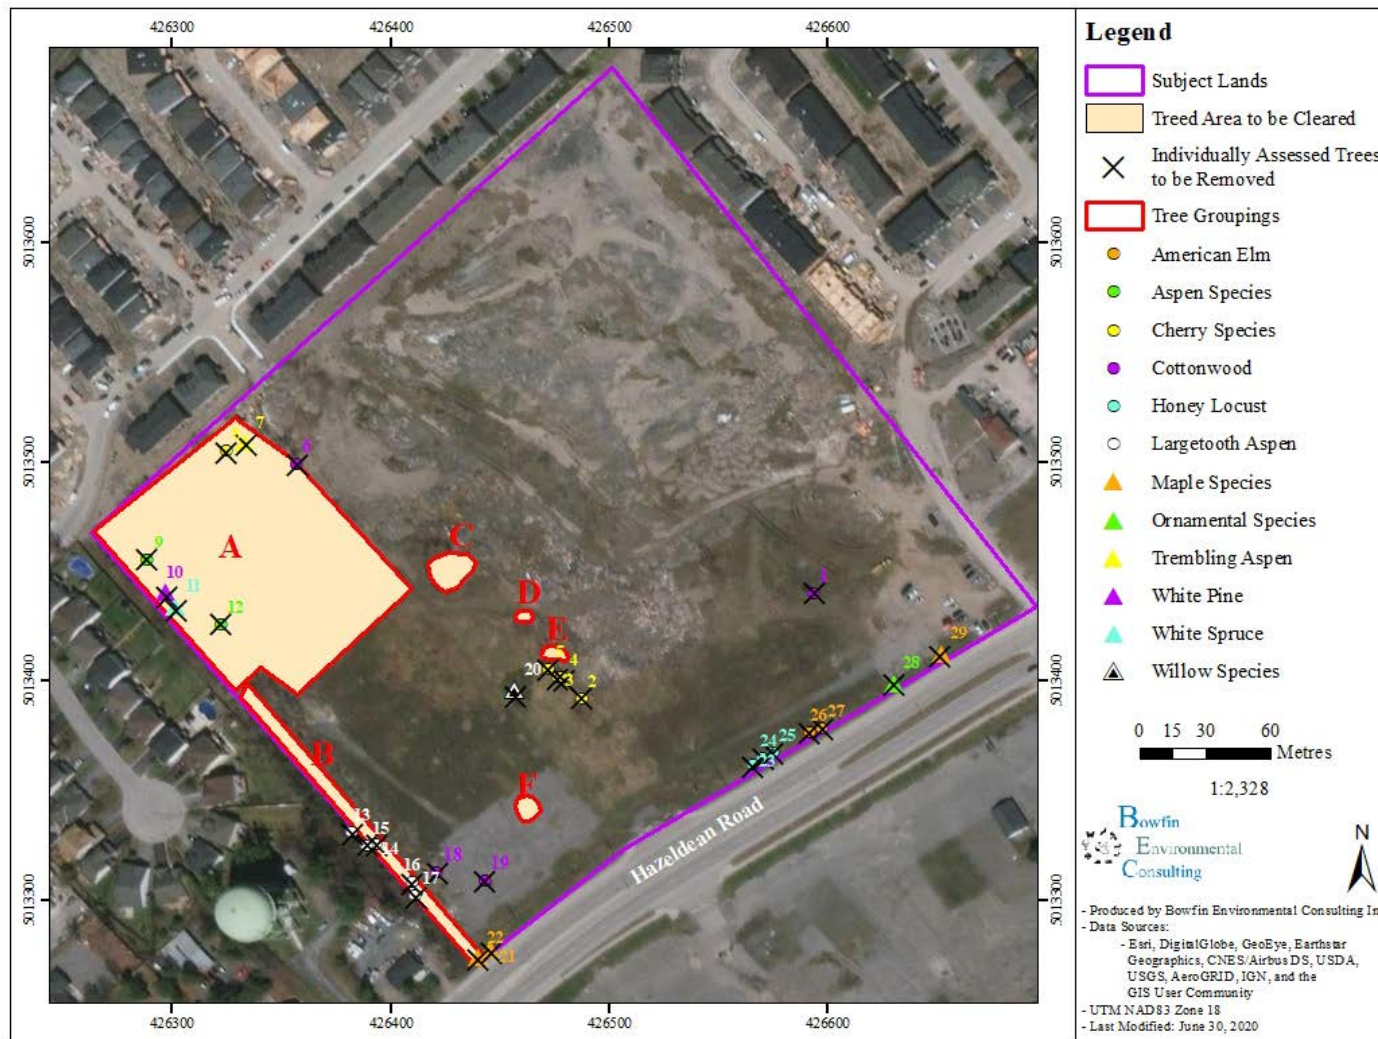 426300
426400
426500
426600
5013600
5013600
5013500
5013500
5013400
5013400
5013300
5013300
426300
426400
426500
426600
7
A
9
10
11
12
C
D
E
5
4
3
2
20
1
29
28
26
27
24
25
23
B
F
13
15
14
16
17
18
19
22
21
Hazeldean Road
Legend
Subject Lands
Treed Area to be Cleared
Individually Assessed Trees
to be Removed
Tree Groupings
American Elm
Aspen Species
Cherry Species
Cottonwood
Honey Locust
Largetooth Aspen
Maple Species
Ornamental Species
Trembling Aspen
White Pine
White Spruce
Willow Species
0 15 30 60
Metres
1:2,328
Bowfin
Environmental
Consulting
N
- Produced by Bowfin Environmental Consulting In
- Data Sources:
- Esri, DigitalGlobe, GeoEye, Earthstar
Geographics, CNES/Airbus DS, USDA,
USGS, AeroGRID, IGN, and the
GIS User Community
- UTM NAD83 Zone 18
- Last Modified: June 30, 2020